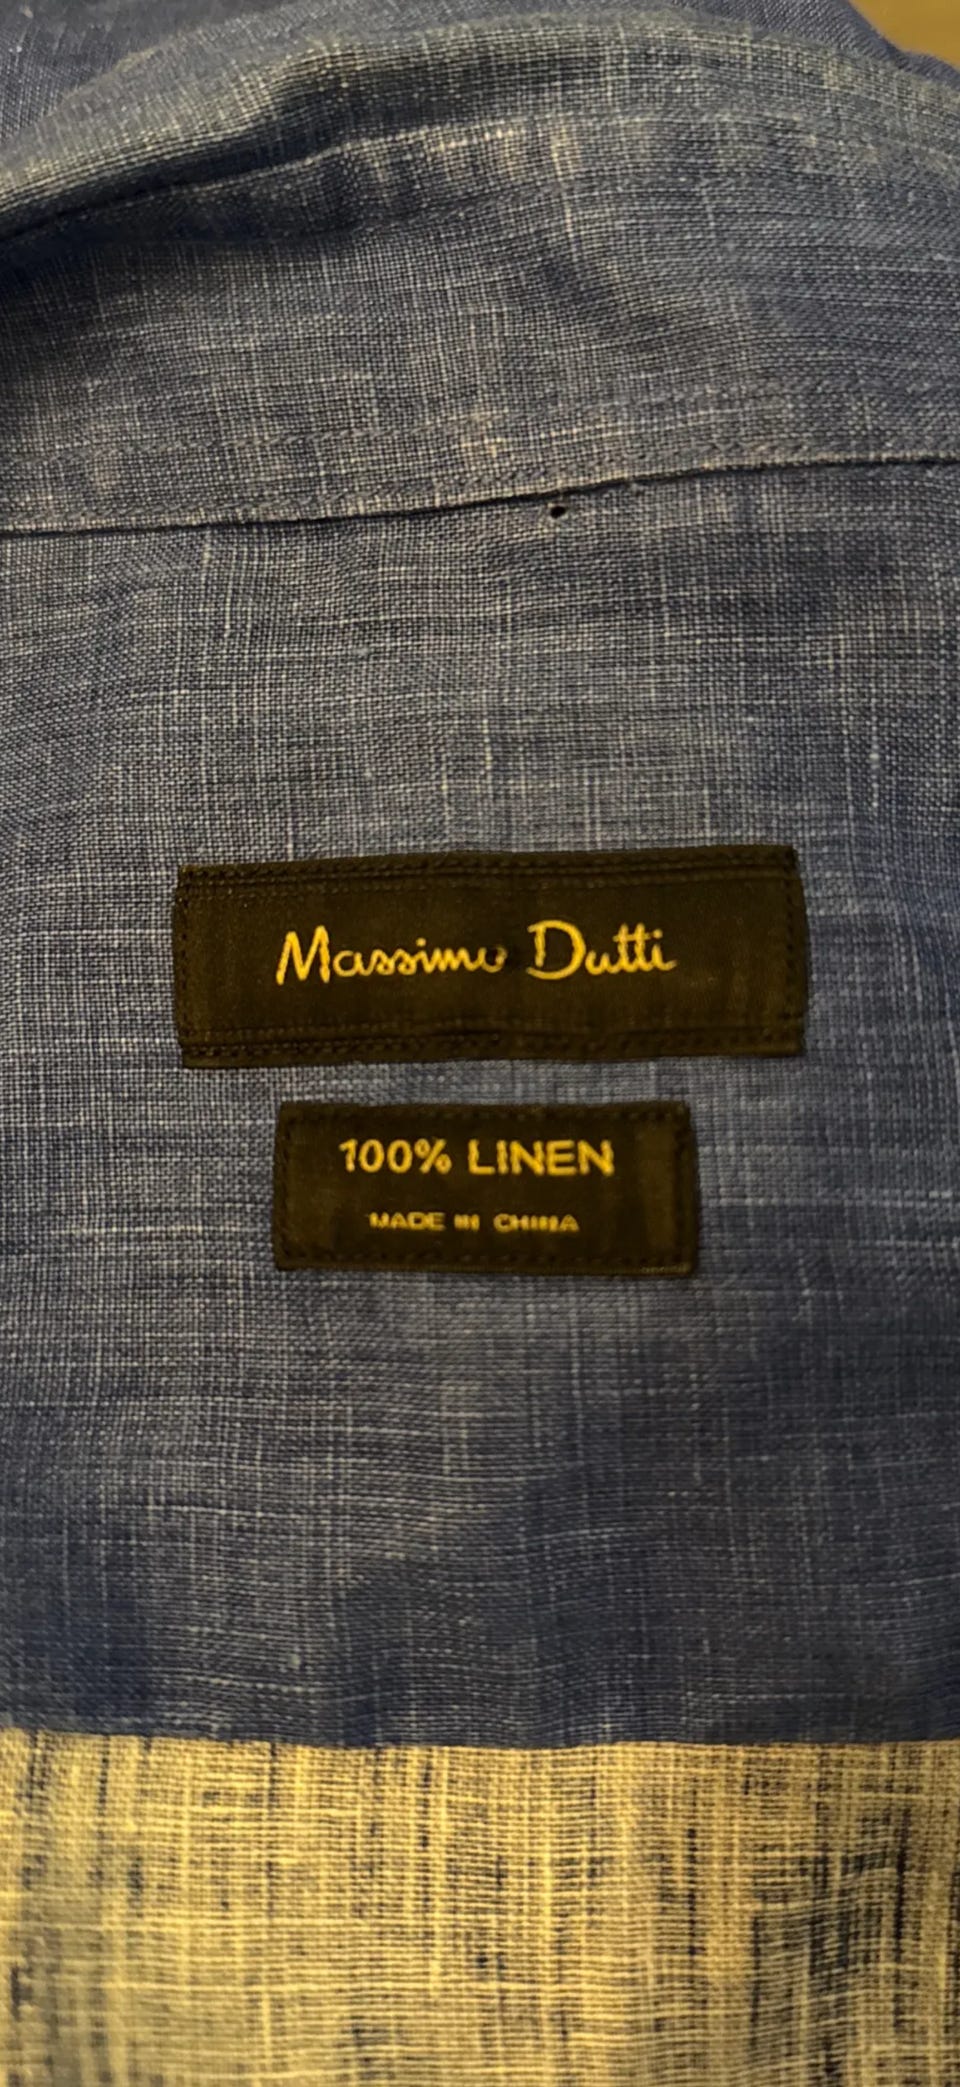 Massimo Dutti
100% LINEN
MADE IN CHINA